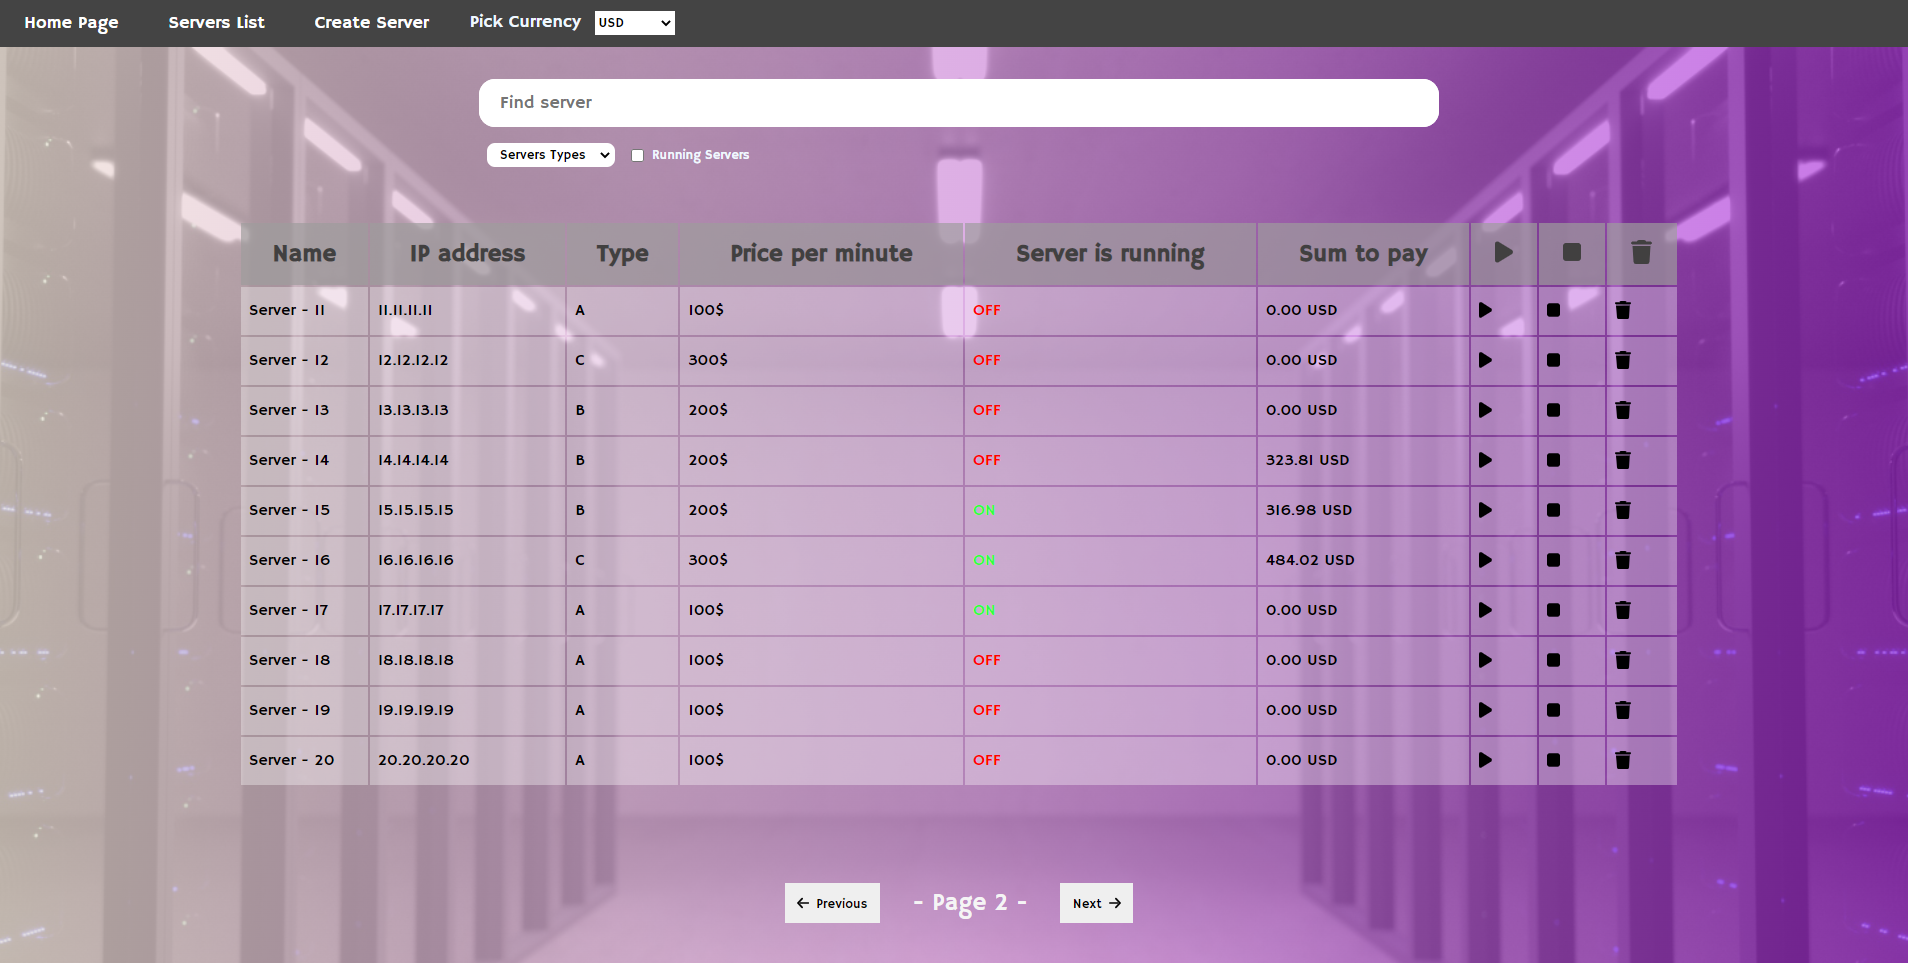 Home Page Servers List Create Server Pick Currency USD
Find server
Servers Types Running Servers
Name IP address Type Price per minute Server is running Sum to pay
Server - 11 11.11.11.11 A 100$ OFF 0.00 USD
Server - 12 12.12.12.12 C 300$ OFF 0.00 USD
Server - 13 13.13.13.13 B 200$ OFF 0.00 USD
Server - 14 14.14.14.14 B 200$ OFF 323.81 USD
Server - 15 15.15.15.15 B 200$ ON 316.98 USD
Server - 16 16.16.16.16 C 300$ ON 484.02 USD
Server - 17 17.17.17.17 A 100$ ON 0.00 USD
Server - 18 18.18.18.18 A 100$ OFF 0.00 USD
Server - 19 19.19.19.19 A 100$ OFF 0.00 USD
Server - 20 20.20.20.20 A 100$ OFF 0.00 USD
← Previous - Page 2 - Next →